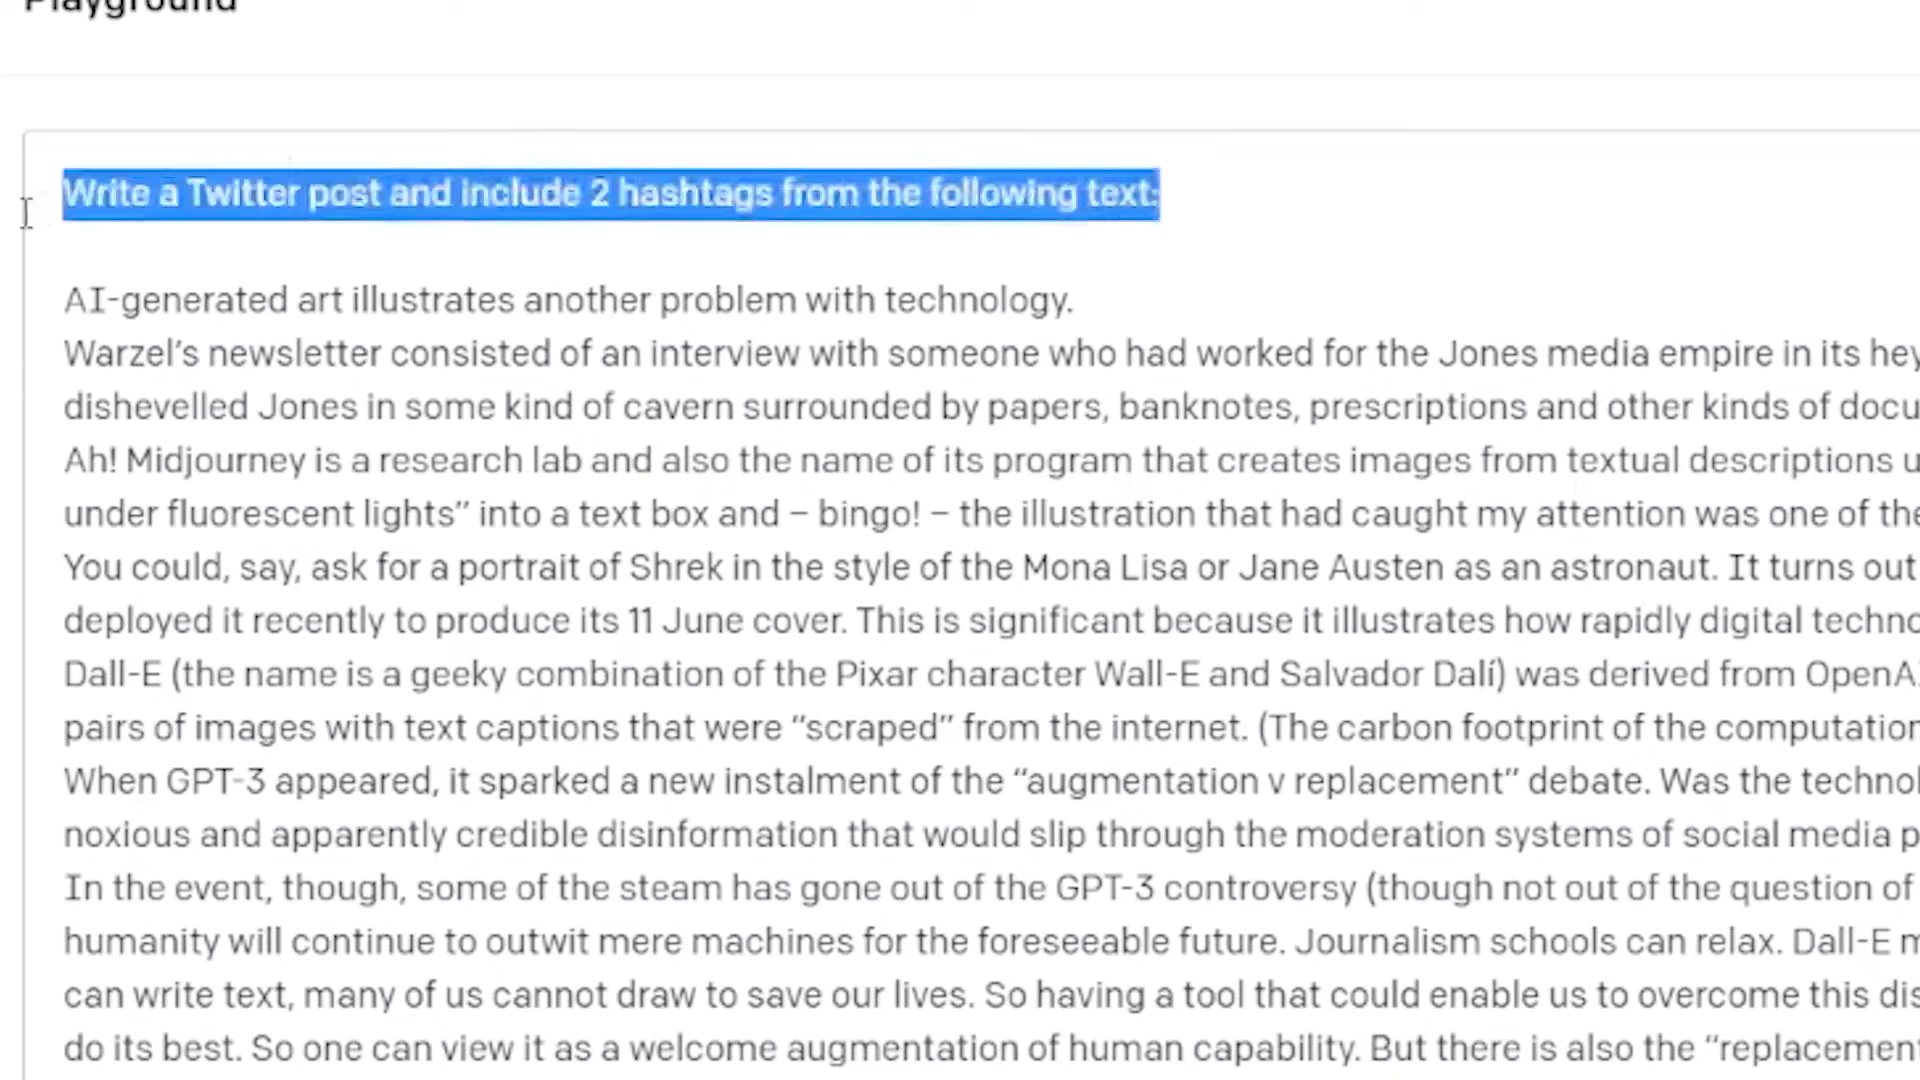 Playground
Write a Twitter post and include 2 hashtags from the following text:
AI-generated art illustrates another problem with technology.
Warzel’s newsletter consisted of an interview with someone who had worked for the Jones media empire in its
dishevelled Jones in some kind of cavern surrounded by papers, banknotes, prescriptions and other kinds of
Ah! Midjourney is a research lab and also the name of its program that creates images from textual descriptions
under fluorescent lights” into a text box and – bingo! – the illustration that had caught my attention was one of
You could, say, ask for a portrait of Shrek in the style of the Mona Lisa or Jane Austen as an astronaut. It turns out
deployed it recently to produce its 11 June cover. This is significant because it illustrates how rapidly digital
Dall-E (the name is a geeky combination of the Pixar character Wall-E and Salvador Dalí) was derived from
pairs of images with text captions that were “scraped” from the internet. (The carbon footprint of the
When GPT-3 appeared, it sparked a new instalment of the “augmentation v replacement” debate. Was the
noxious and apparently credible disinformation that would slip through the moderation systems of social media
In the event, though, some of the steam has gone out of the GPT-3 controversy (though not out of the question of
humanity will continue to outwit mere machines for the foreseeable future. Journalism schools can relax. Dall-E
can write text, many of us cannot draw to save our lives. So having a tool that could enable us to overcome this
do its best. So one can view it as a welcome augmentation of human capability. But there is also the